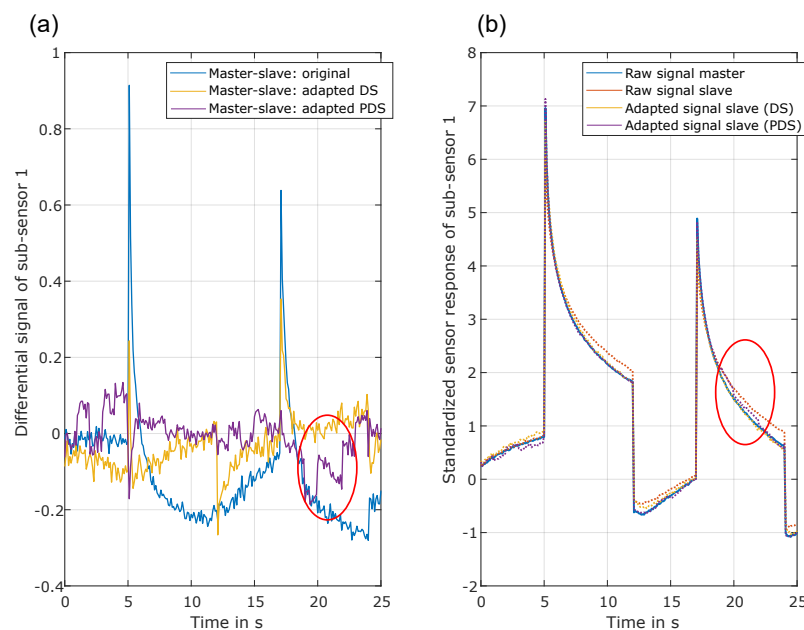 (a)
Differential signal of sub-sensor 1
1
0.8
0.6
0.4
0.2
0
-0.2
-0.4
Master-slave: original
Master-slave: adapted DS
Master-slave: adapted PDS
0 5 10 15 20 25
Time in s
(b)
Standardized sensor response of sub-sensor 1
8
7
6
5
4
3
2
1
0
-1
-2
Raw signal master
Raw signal slave
Adapted signal slave (DS)
Adapted signal slave (PDS)
0 5 10 15 20 25
Time in s